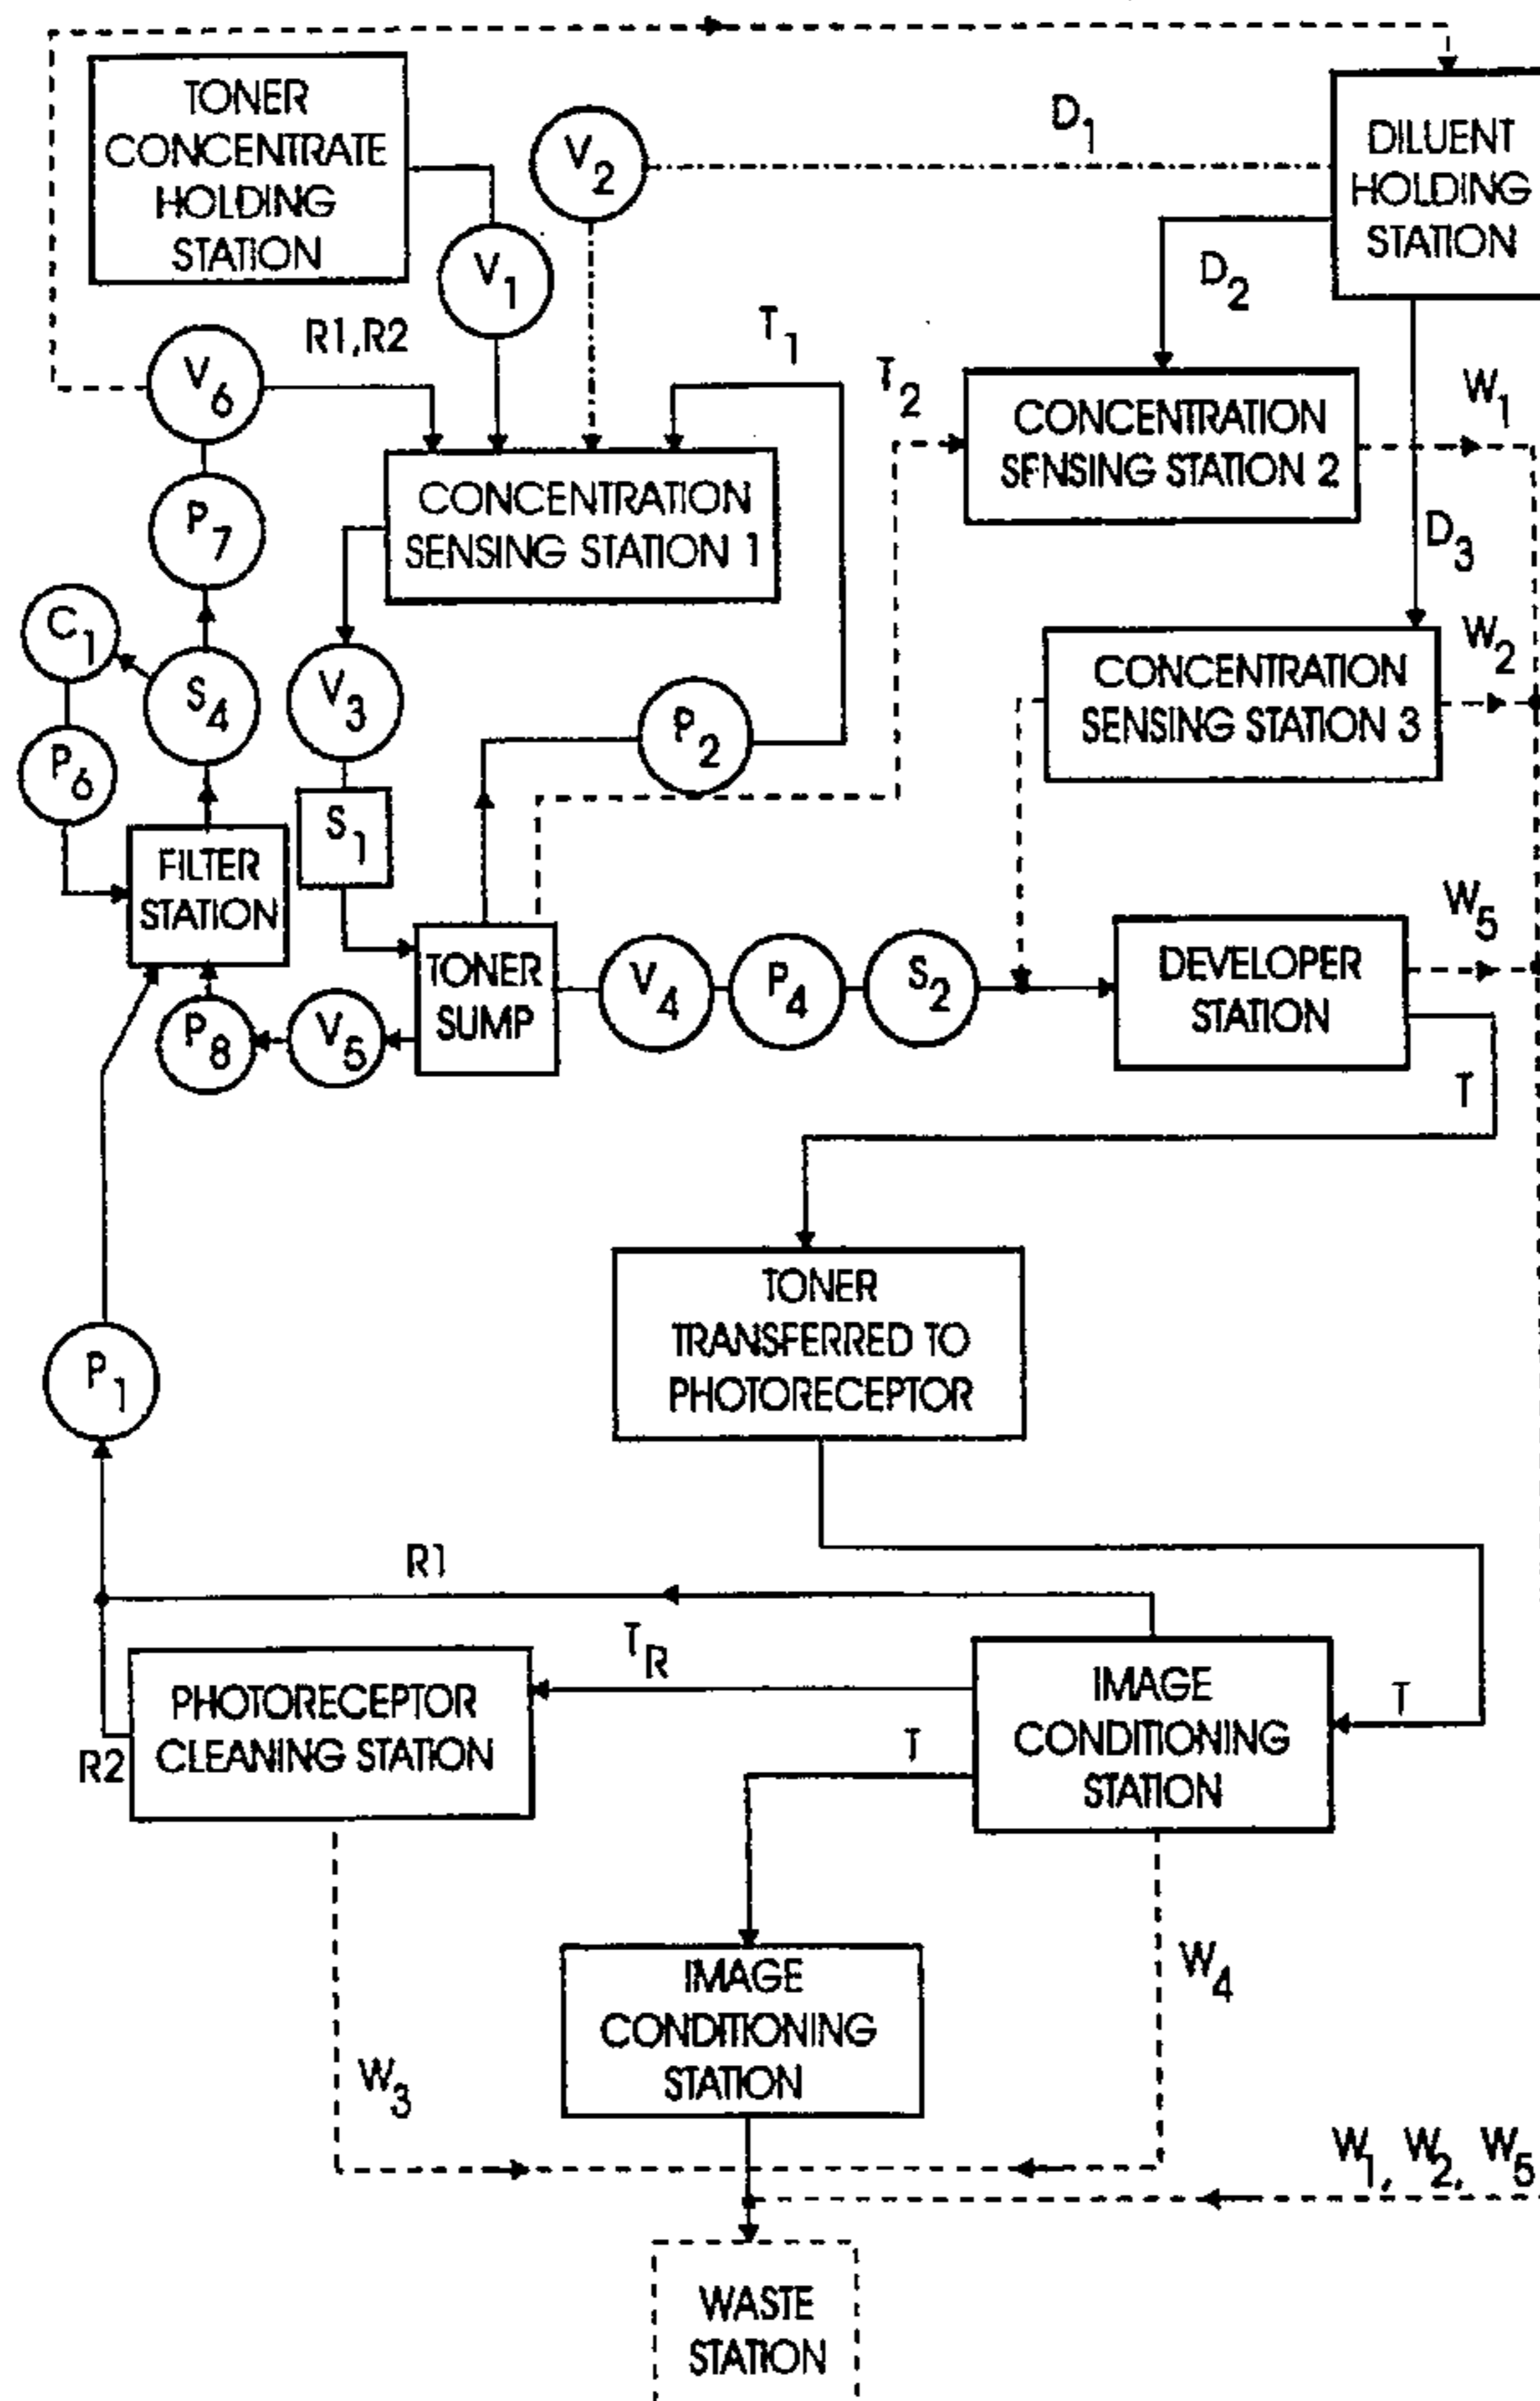 TONER
CONCENTRATE
HOLDING
STATION
V2
D1
DILUENT
HOLDING
STATION
V1
D2
R1,R2
T1
T2
V6
CONCENTRATION
SENSING STATION 2
W1
P7
CONCENTRATION
SENSING STATION 1
D3
C1
S4
V3
P2
CONCENTRATION
SENSING STATION 3
W2
P6
S1
FILTER
STATION
TONER
SUMP
V4
P4
S2
DEVELOPER
STATION
W5
P8
V5
T
TONER
TRANSFERRED TO
PHOTORECEPTOR
P1
R1
TR
PHOTORECEPTOR
CLEANING STATION
R2
IMAGE
CONDITIONING
STATION
T
T
IMAGE
CONDITIONING
STATION
W3
W4
W1, W2, W5
WASTE
STATION